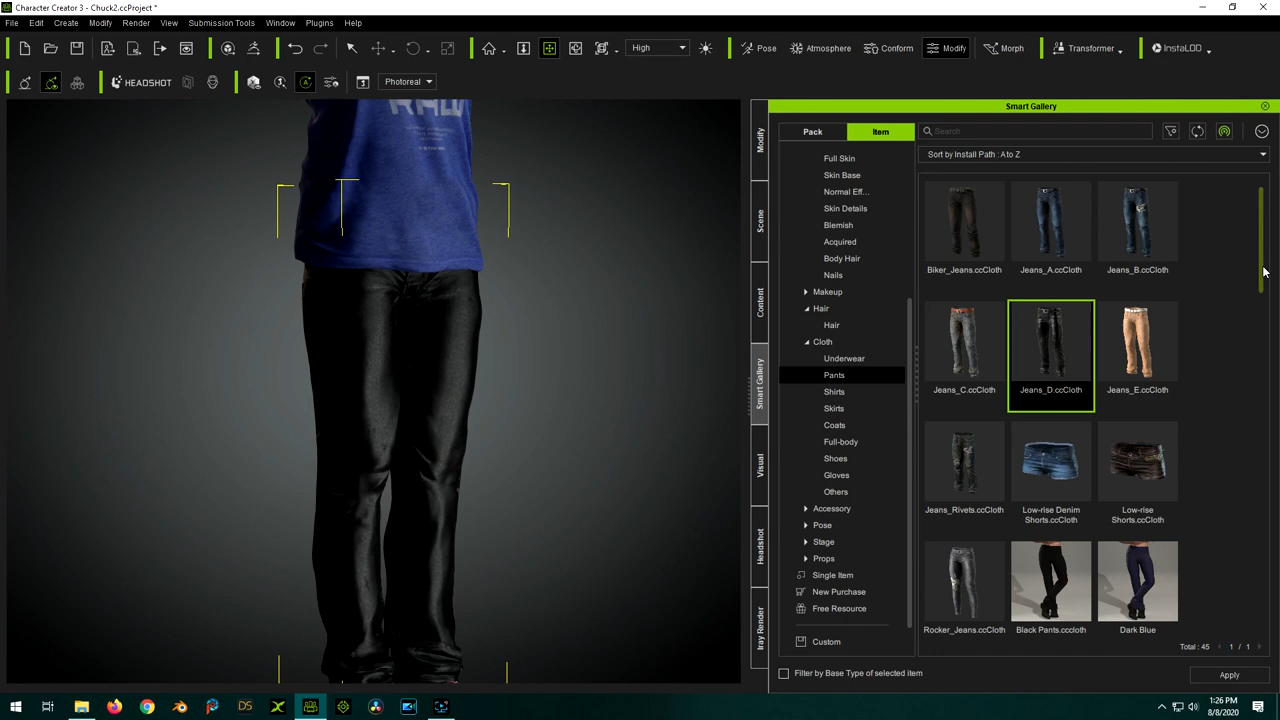 Character Creator 3 - Chuck2.ccProject *
File Edit Create Modify Render View Submission Tools Window Plugins Help
High Pose Atmosphere Conform Modify Morph Transformer InstaLOD
HEADSHOT Photoreal
Smart Gallery
Pack Item Search
Sort by Install Path : A to Z
Modify
Scene
Content
Smart Gallery
Visual
Headshot
Iray Render
Full Skin
Skin Base
Normal Eff...
Skin Details
Blemish
Acquired
Body Hair
Nails
Makeup
Hair
Hair
Cloth
Underwear
Pants
Shirts
Skirts
Coats
Full-body
Shoes
Gloves
Others
Accessory
Pose
Stage
Props
Single Item
New Purchase
Free Resource
Custom
Biker_Jeans.ccCloth Jeans_A.ccCloth Jeans_B.ccCloth
Jeans_C.ccCloth Jeans_D.ccCloth Jeans_E.ccCloth
Jeans_Rivets.ccCloth Low-rise Denim Shorts.ccCloth Low-rise Shorts.ccCloth
Rocker_Jeans.ccCloth Black Pants.cccloth Dark Blue
Total : 45 1 / 1
Filter by Base Type of selected item Apply
DS
1:26 PM
8/8/2020